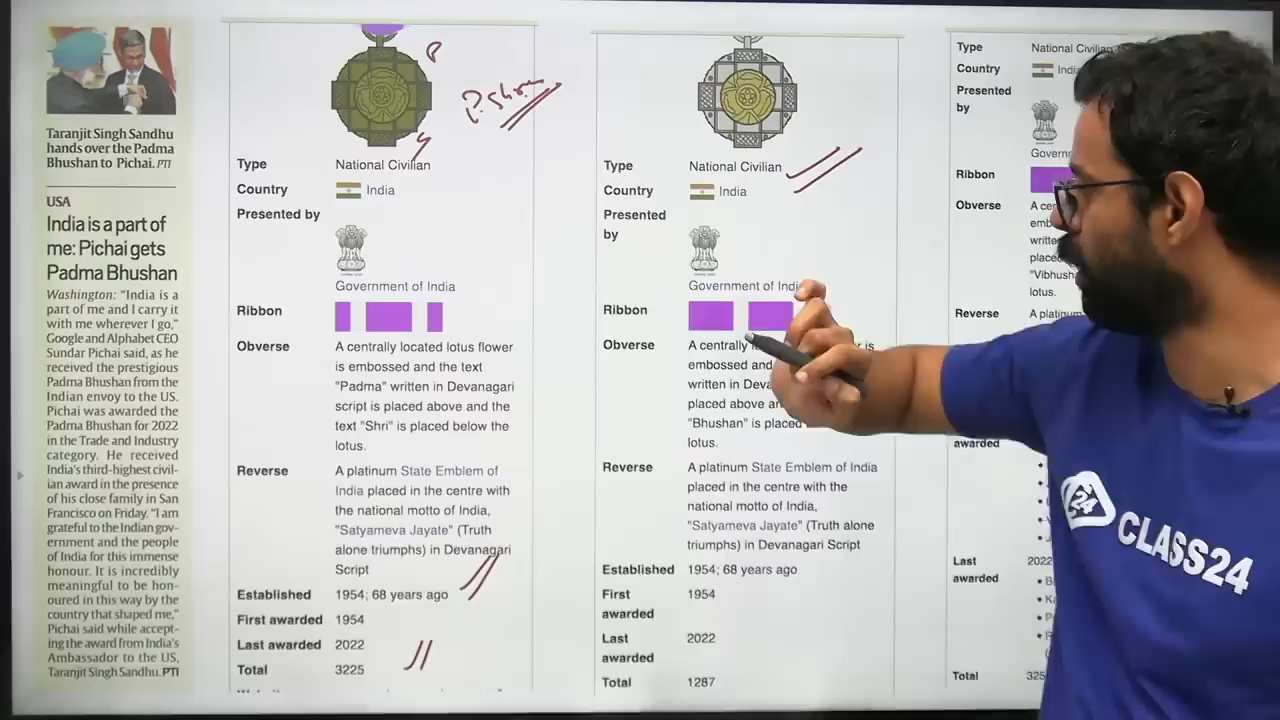 Taranjit Singh Sandhu
hands over the Padma
Bhushan to Pichai. PTI
USA
India is a part of
me: Pichai gets
Padma Bhushan
Washington: "India is a
part of me and I carry it
with me wherever I go,"
Google and Alphabet CEO
Sundar Pichai said, as he
received the prestigious
Padma Bhushan from the
Indian envoy to the US.
Pichai was awarded the
Padma Bhushan for 2022
in the Trade and Industry
category. He received
India's third-highest civil-
ian award in the presence
of his close family in San
Francisco on Friday. "I am
grateful to the Indian gov-
ernment and the people
of India for this immense
honour. It is incredibly
meaningful to be hon-
oured in this way by the
country that shaped me,"
Pichai said while accept-
ing the award from India's
Ambassador to the US,
Taranjit Singh Sandhu. PTI
P
S
P. Shri
Type National Civilian
Country India
Presented by
Government of India
Ribbon
Obverse A centrally located lotus flower
is embossed and the text
"Padma" written in Devanagari
script is placed above and the
text "Shri" is placed below the
lotus.
Reverse A platinum State Emblem of
India placed in the centre with
the national motto of India,
"Satyameva Jayate" (Truth
alone triumphs) in Devanagari
Script
Established 1954; 68 years ago
First awarded 1954
Last awarded 2022
Total 3225
Type National Civilian
Country India
Presented
by
Government of
Ribbon
Obverse A centrally is
embossed and
written in
placed above
"Bhushan" is placed
lotus.
Reverse A platinum State Emblem of India
placed in the centre with
the national motto of India,
"Satyameva Jayate" (Truth alone
triumphs) in Devanagari Script
Established 1954; 68 years ago
First
awarded
1954
Last
awarded
2022
Total 1287
Type National Civilian
Country
Presented
by
Ribbon
Obverse
lotus.
Reverse A platinum
awarded
Last
awarded
2022
Total
24
CLASS24